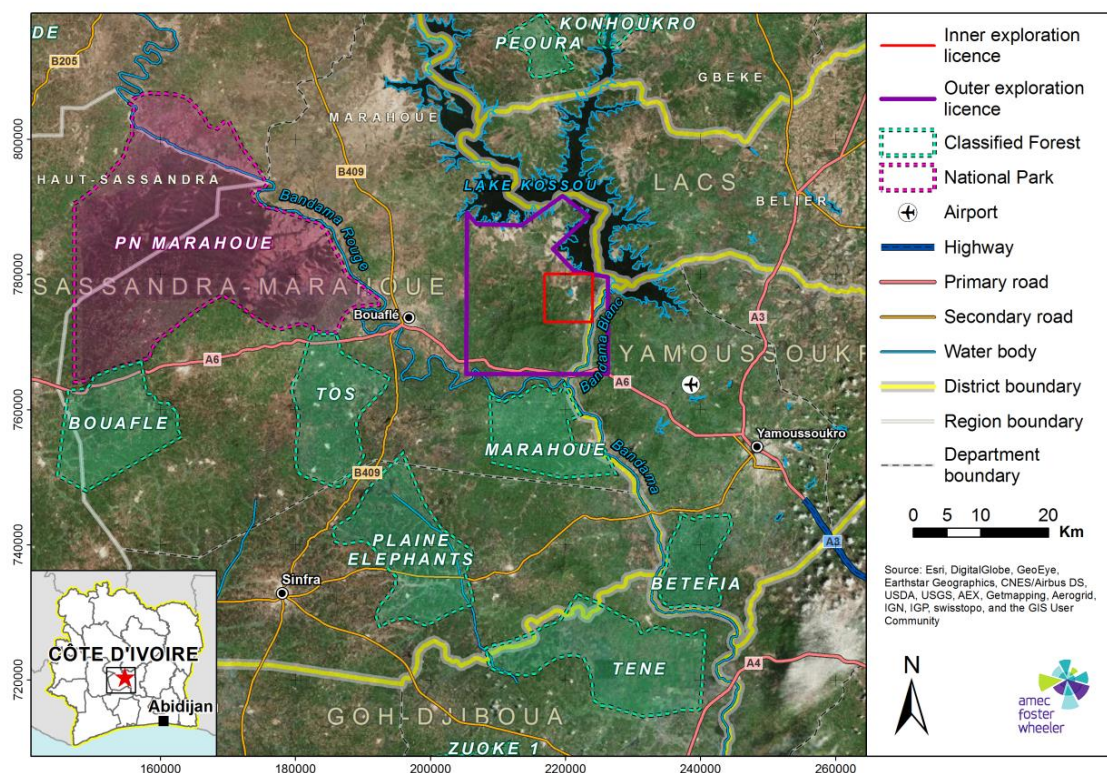 KONHOUKRO
DE
PEOURA
B205
GBEKE
MARAHOUE
B409
HAUT-SASSANDRA
LAKE KOSSOU
LACS
BELIER
Bandama Rouge
PN MARAHOUE
SASSANDRA-MARAHOUE
Bouaflé
A3
Bandama Blanc
YAMOUSSOUKR
A6
A6
TOS
BOUAFLE
MARAHOUE
Yamoussoukro
Bandama
B409
PLAINE
ELEPHANTS
A3
BETEFIA
Sinfra
TENE
A4
GOH-DJIBOUA
ZUOKE 1
CÔTE D'IVOIRE
Abidijan
800000
780000
760000
740000
720000
160000
180000
200000
220000
240000
260000
Inner exploration
licence
Outer exploration
licence
Classified Forest
National Park
Airport
Highway
Primary road
Secondary road
Water body
District boundary
Region boundary
Department
boundary
0 5 10 20
Km
Source: Esri, DigitalGlobe, GeoEye,
Earthstar Geographics, CNES/Airbus DS,
USDA, USGS, AEX, Getmapping, Aerogrid,
IGN, IGP, swisstopo, and the GIS User
Community
N
amec
foster
wheeler